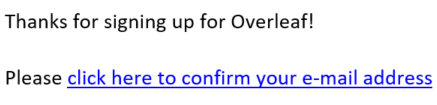 Thanks for signing up for Overleaf!
Please click here to confirm your e-mail address